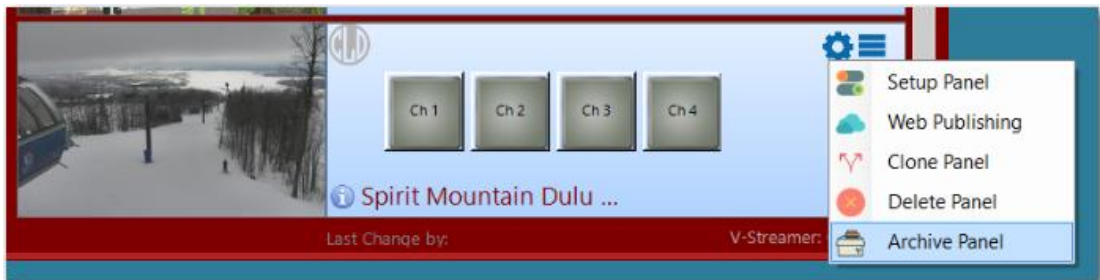 CLD
Ch 1
Ch 2
Ch 3
Ch 4
Spirit Mountain Dulu ...
Last Change by:
V-Streamer:
Setup Panel
Web Publishing
Clone Panel
Delete Panel
Archive Panel